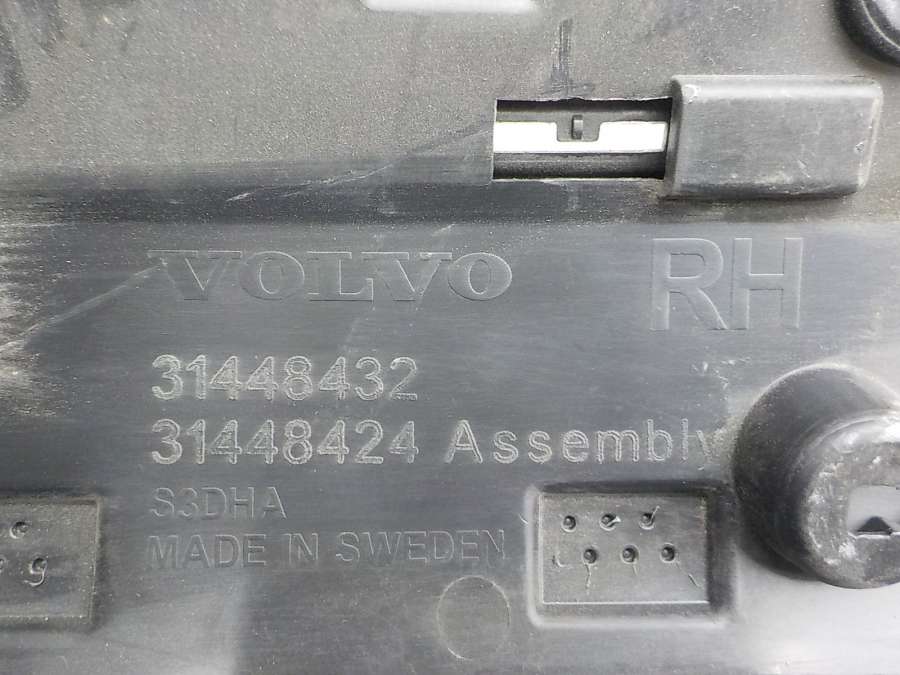 VOLVO RH
31448432
31448424 Assembly
S3DHA
MADE IN SWEDEN